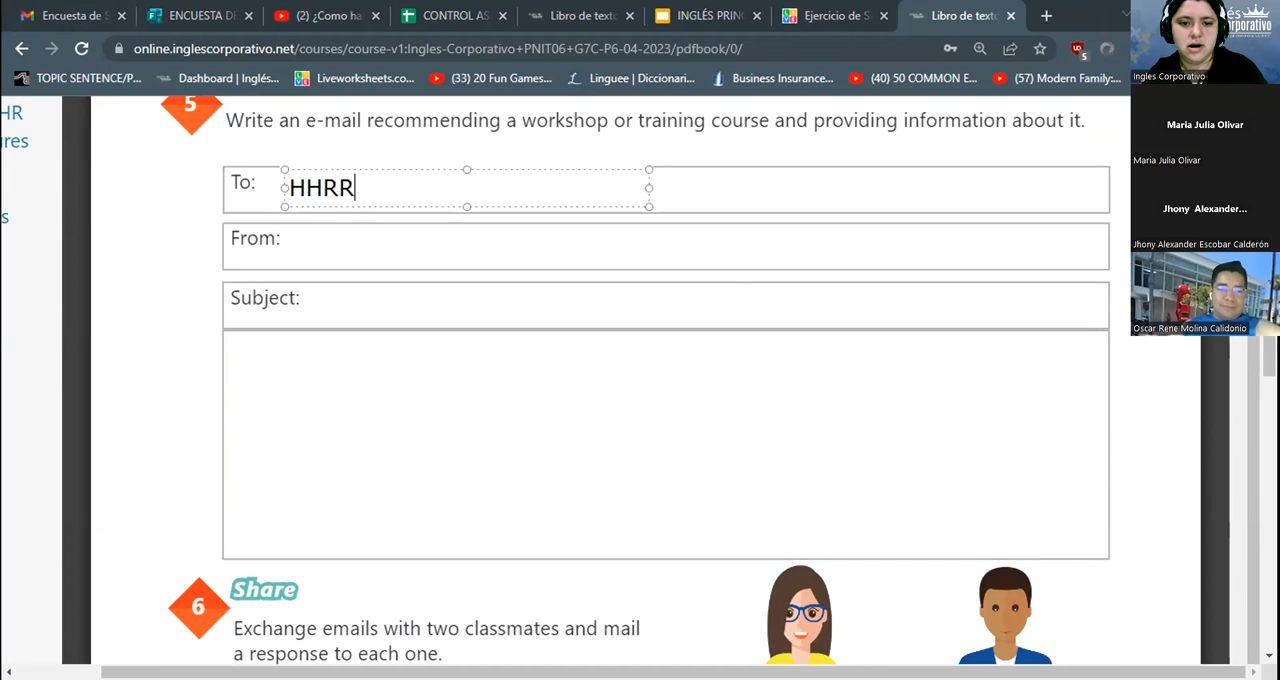 Encuesta de S
ENCUESTA DE
(2) ¿Como ha
CONTROL AS
Libro de texto
INGLÉS PRIN
Ejercicio de S
Libro de texto
online.inglescorporativo.net/courses/course-v1:Ingles-Corporativo+PNIT06+G7C-P6-04-2023/pdfbook/0/
TOPIC SENTENCE/P...
Dashboard | Inglés...
Liveworksheets.co...
(33) 20 Fun Games...
Linguee | Diccionari...
Business Insurance...
(40) 50 COMMON E...
(57) Modern Family:...
HR
ures
s
5
Write an e-mail recommending a workshop or training course and providing information about it.
To:
HHRR
From:
Subject:
6
Share
Exchange emails with two classmates and mail
a response to each one.
és
orporativo
Ingles Corporativo
Maria Julia Olivar
Maria Julia Olivar
Jhony Alexander...
Jhony Alexander Escobar Calderón
Oscar Rene Molina Calidonio